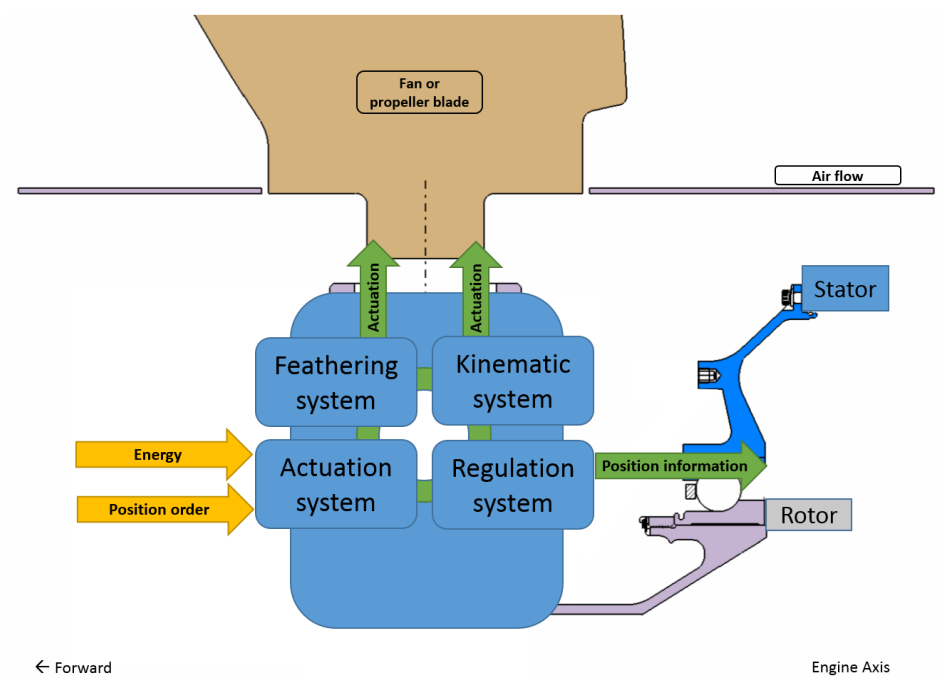 Fan or
propeller blade
Air flow
Actuation
Actuation
Stator
Feathering
system
Kinematic
system
Energy
Position order
Actuation
system
Regulation
system
Position information
Rotor
← Forward
Engine Axis